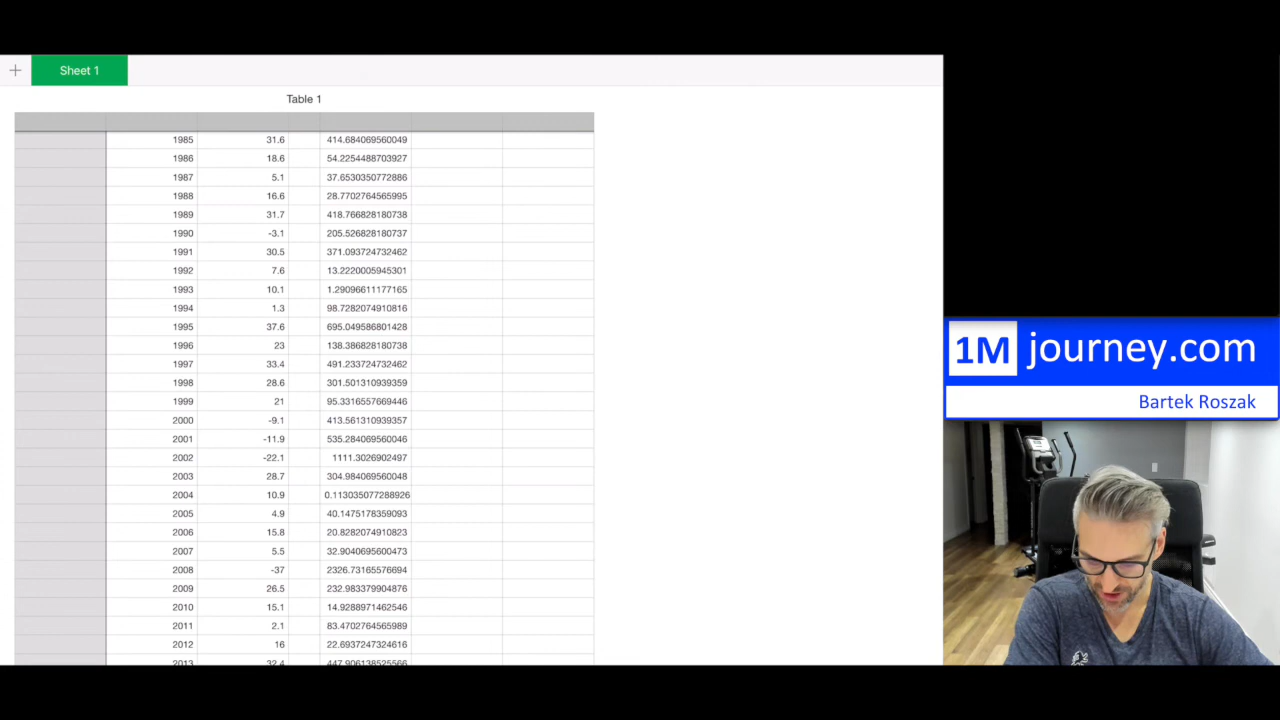 Sheet 1
Table 1
1985 31.6 414.684069560049
1986 18.6 54.2254488703927
1987 5.1 37.6530350772886
1988 16.6 28.7702764565995
1989 31.7 418.766828180738
1990 -3.1 205.526828180737
1991 30.5 371.093724732462
1992 7.6 13.2220005945301
1993 10.1 1.29096611177165
1994 1.3 98.7282074910816
1995 37.6 695.049586801428
1996 23 138.386828180738
1997 33.4 491.233724732462
1998 28.6 301.501310939359
1999 21 95.3316557669446
2000 -9.1 413.561310939357
2001 -11.9 535.284069560046
2002 -22.1 1111.3026902497
2003 28.7 304.984069560048
2004 10.9 0.113035077288926
2005 4.9 40.1475178359093
2006 15.8 20.8282074910823
2007 5.5 32.9040695600473
2008 -37 2326.73165576694
2009 26.5 232.983379904876
2010 15.1 14.9288971462546
2011 2.1 83.4702764565989
2012 16 22.6937247324616
2013 32.4 447.906138525566
1M journey.com
Bartek Roszak